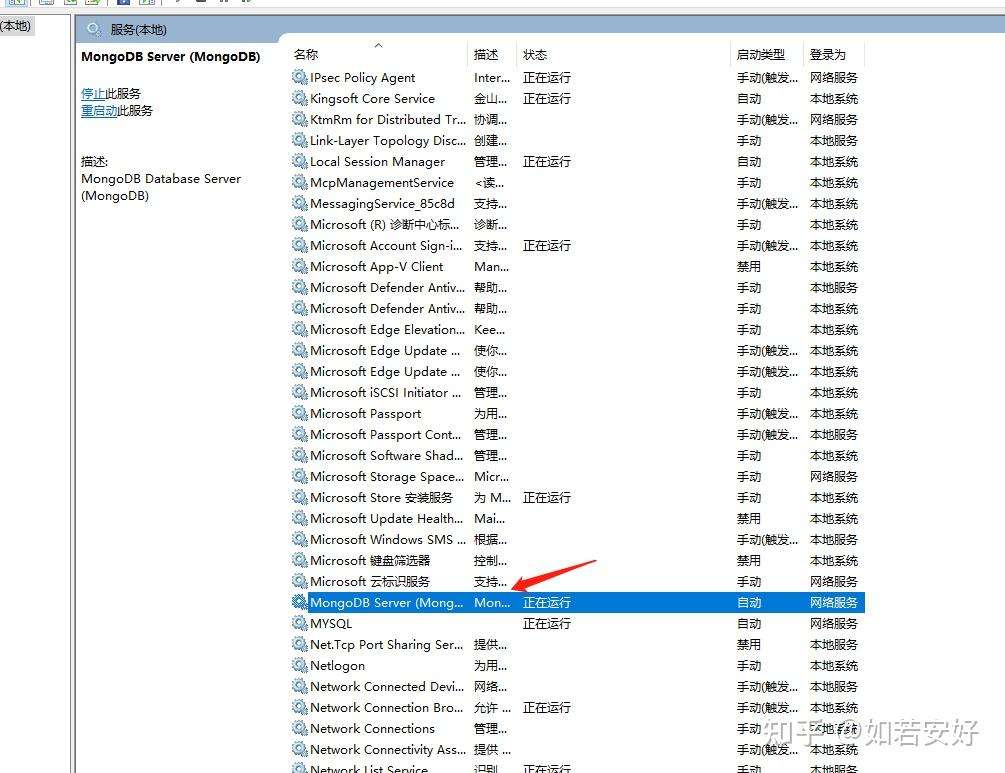 (本地)
服务(本地)
MongoDB Server (MongoDB)
停止此服务
重启动此服务
描述:
MongoDB Database Server
(MongoDB)
名称 描述 状态 启动类型 登录为
IPsec Policy Agent Inter... 正在运行 手动(触发... 网络服务
Kingsoft Core Service 金山... 正在运行 自动 本地系统
KtmRm for Distributed Tr... 协调... 手动(触发... 网络服务
Link-Layer Topology Disc... 创建... 手动 本地服务
Local Session Manager 管理... 正在运行 自动 本地系统
McpManagementService <读... 手动 本地系统
MessagingService_85c8d 支持... 手动(触发... 本地系统
Microsoft (R) 诊断中心标... 诊断... 手动 本地系统
Microsoft Account Sign-i... 支持... 正在运行 手动(触发... 本地系统
Microsoft App-V Client Man... 禁用 本地系统
Microsoft Defender Antiv... 帮助... 手动 本地服务
Microsoft Defender Antiv... 帮助... 手动 本地系统
Microsoft Edge Elevation... Kee... 手动 本地系统
Microsoft Edge Update ... 使你... 手动(触发... 本地系统
Microsoft Edge Update ... 使你... 手动(触发... 本地系统
Microsoft iSCSI Initiator ... 管理... 手动 本地系统
Microsoft Passport 为用... 手动(触发... 本地系统
Microsoft Passport Cont... 管理... 手动(触发... 本地服务
Microsoft Software Shad... 管理... 手动 本地系统
Microsoft Storage Space... Micr... 手动 网络服务
Microsoft Store 安装服务 为 M... 正在运行 手动 本地系统
Microsoft Update Health... Mai... 禁用 本地系统
Microsoft Windows SMS ... 根据... 手动(触发... 本地服务
Microsoft 键盘筛选器 控制... 禁用 本地系统
Microsoft 云标识服务 支持... 手动 网络服务
MongoDB Server (Mong... Mon... 正在运行 自动 网络服务
MYSQL 正在运行 自动 网络服务
Net.Tcp Port Sharing Ser... 提供... 禁用 本地服务
Netlogon 为用... 手动 本地系统
Network Connected Devi... 网络... 手动(触发... 本地服务
Network Connection Bro... 允许 ... 正在运行 手动(触发... 本地系统
Network Connections 管理... 手动 本地系统
Network Connectivity Ass... 提供 ... 手动(触发... 本地系统
Network List Service 识别... 正在运行 手动 本地服务
知乎 @如若安好